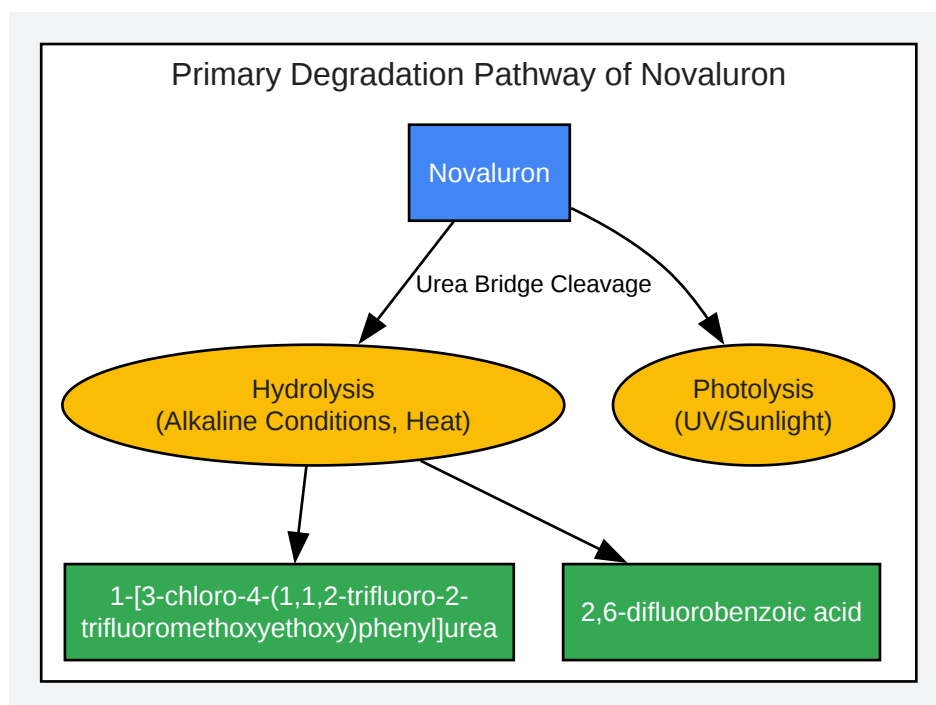 Primary Degradation Pathway of Novaluron
Novaluron
Urea Bridge Cleavage
Hydrolysis
(Alkaline Conditions, Heat)
Photolysis
(UV/Sunlight)
1-[3-chloro-4-(1,1,2-trifluoro-2-
trifluoromethoxyethoxy)phenyl]urea
2,6-difluorobenzoic acid